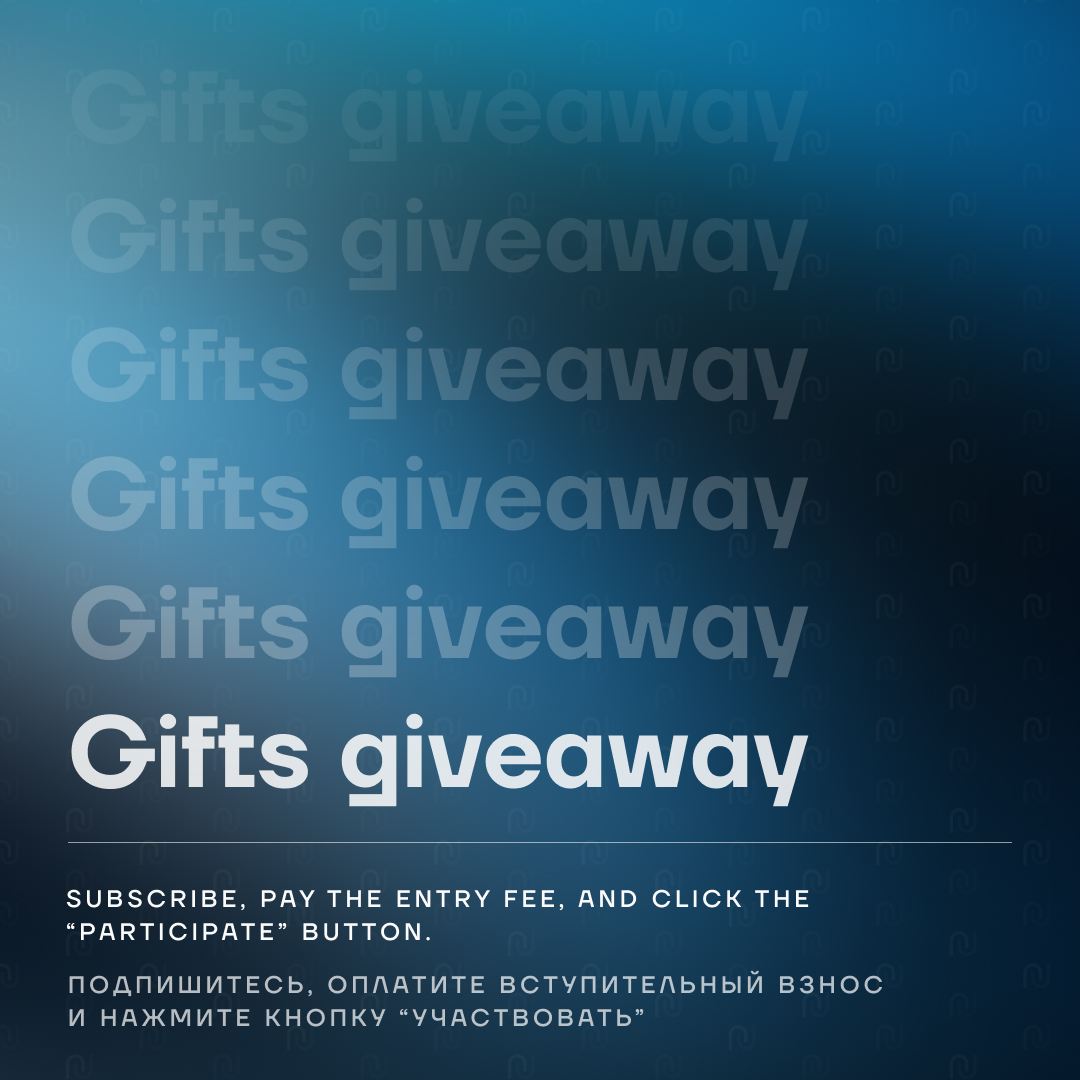 Gifts giveaway
Gifts giveaway
Gifts giveaway
Gifts giveaway
Gifts giveaway
Gifts giveaway
SUBSCRIBE, PAY THE ENTRY FEE, AND CLICK THE
“PARTICIPATE” BUTTON.
ПОДПИШИТЕСЬ, ОПЛАТИТЕ ВСТУПИТЕЛЬНЫЙ ВЗНОС
И НАЖМИТЕ КНОПКУ “УЧАСТВОВАТЬ”